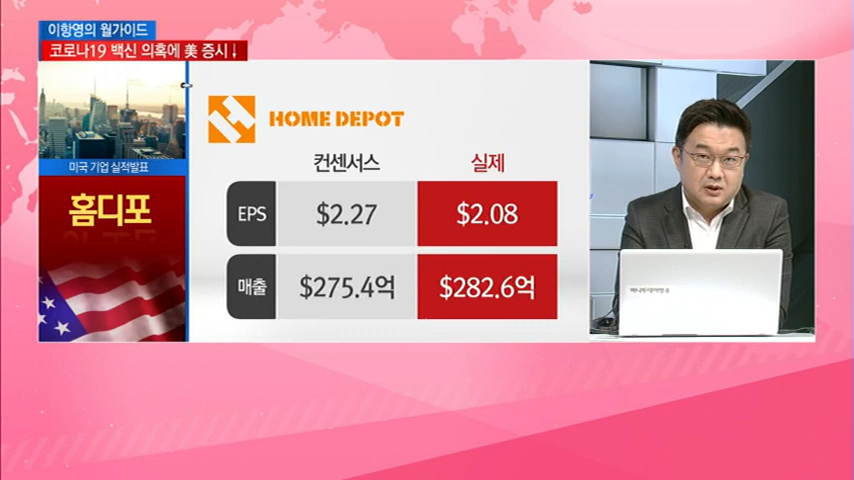 이항영의 월가이드
코로나19 백신 의혹에 美 증시↓
미국 기업 실적발표
홈디포
HOME DEPOT
컨센서스 실제
EPS $2.27 $2.08
매출 $275.4억 $282.6억